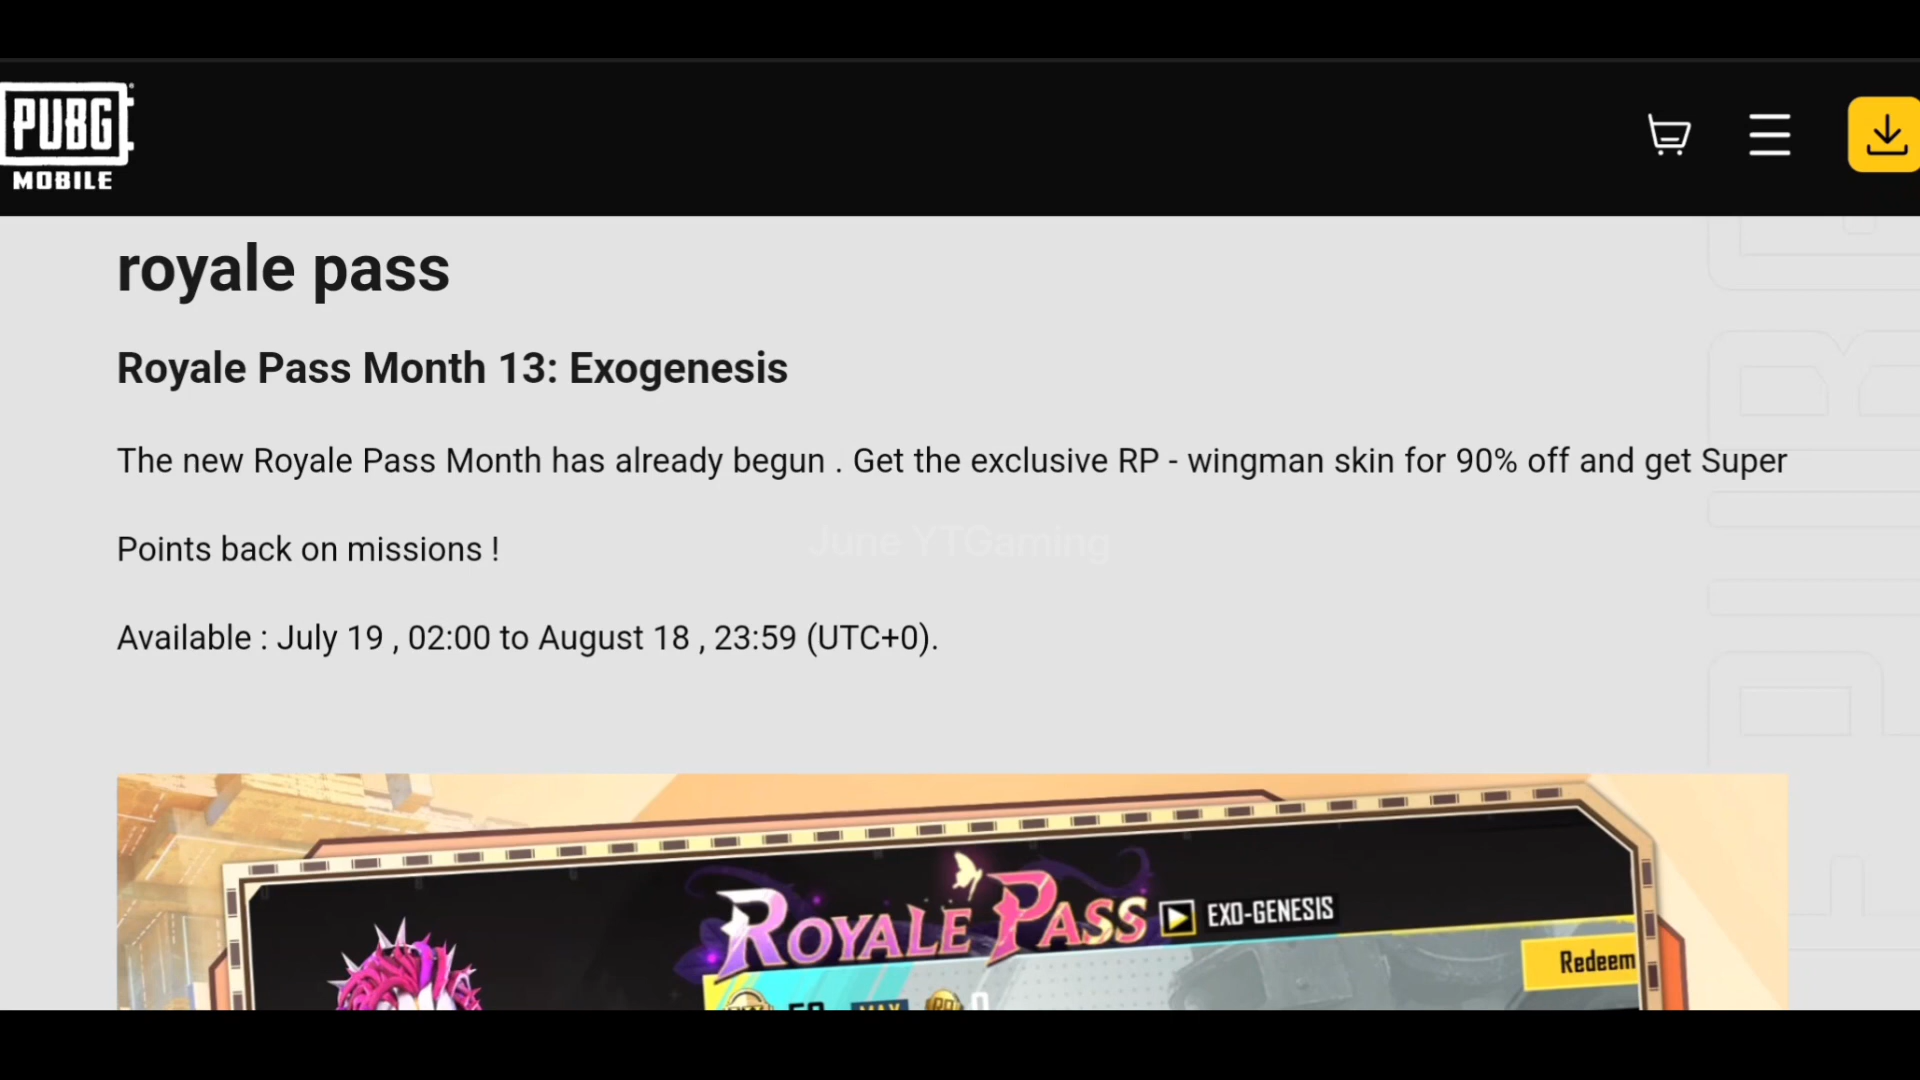 PUBG
MOBILE
royale pass
Royale Pass Month 13: Exogenesis
The new Royale Pass Month has already begun . Get the exclusive RP - wingman skin for 90% off and get Super
Points back on missions !
June YTGaming
Available : July 19 , 02:00 to August 18 , 23:59 (UTC+0).
ROYALE PASS EXO-GENESIS
Redeem